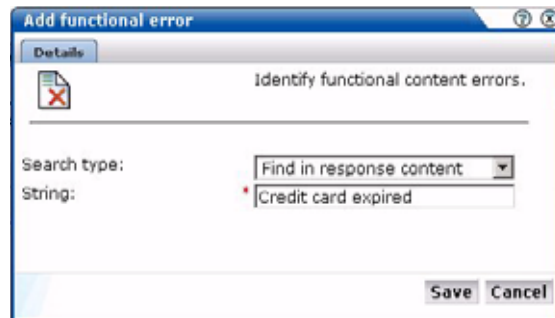 Add functional error
Details
Identify functional content errors.
Search type:
Find in response content
String:
* Credit card expired
Save Cancel